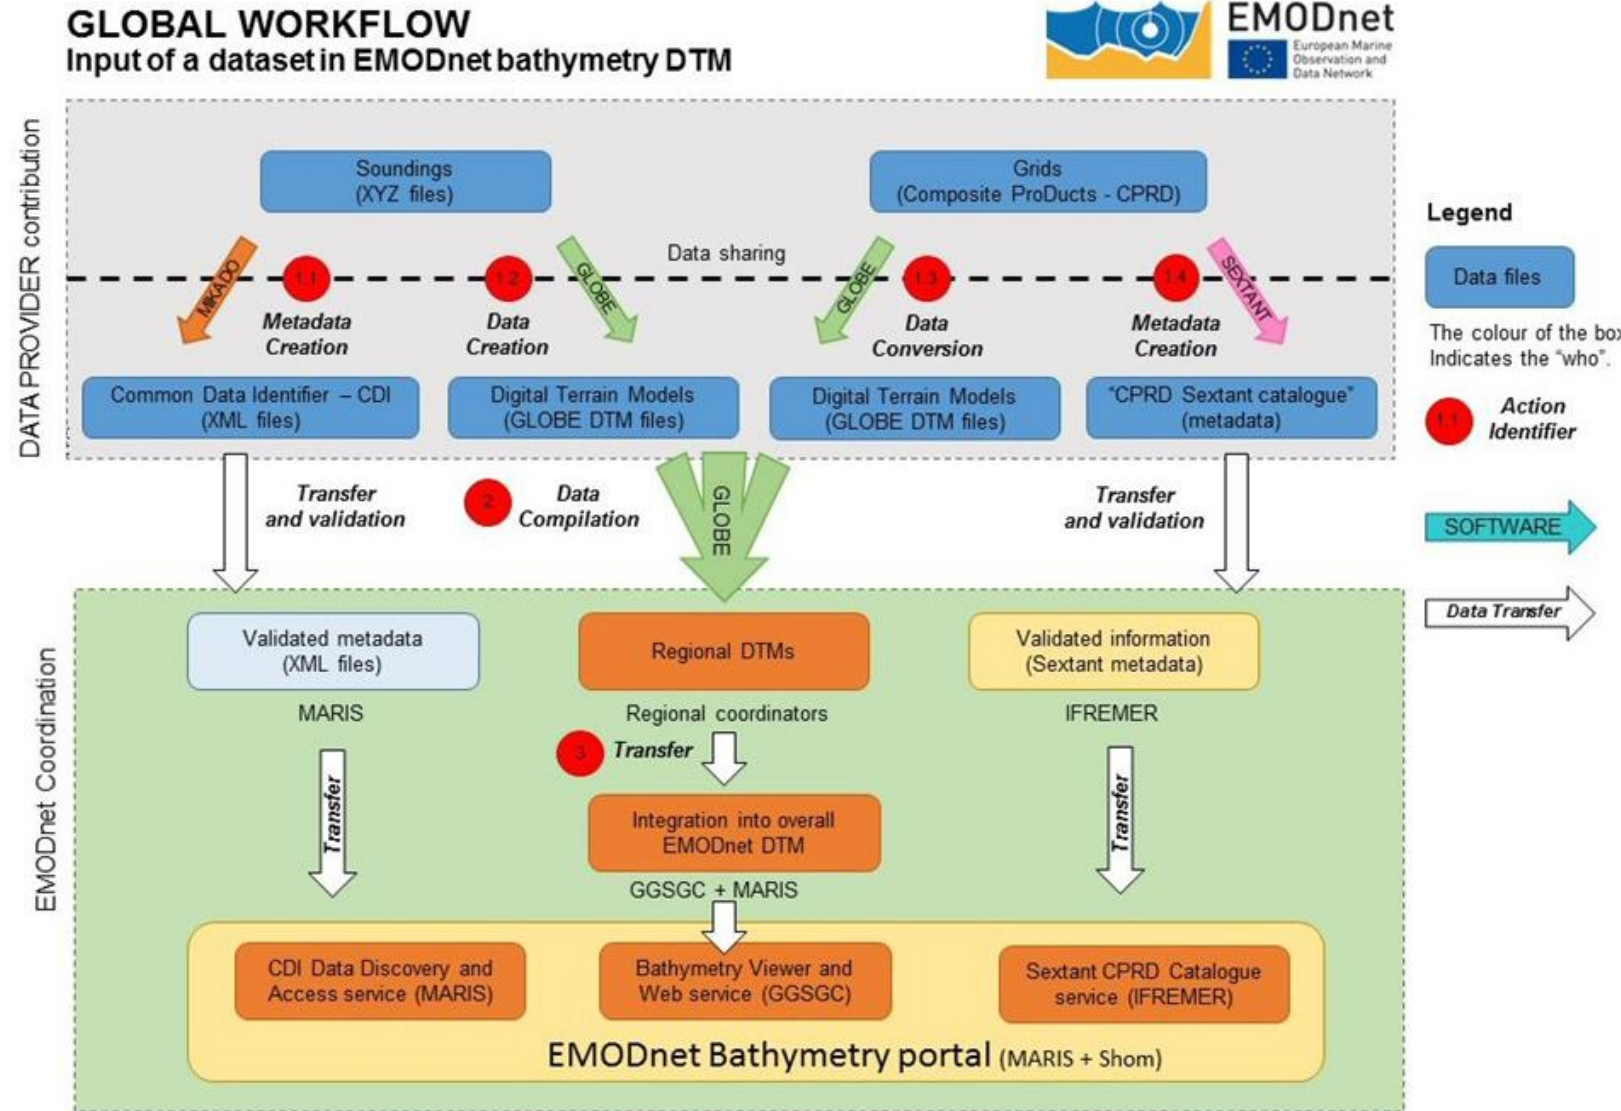 GLOBAL WORKFLOW
Input of a dataset in EMODnet bathymetry DTM
EMODnet
European Marine
Observation and
Data Network
DATA PROVIDER contribution
Soundings
(XYZ files)
Grids
(Composite ProDucts - CPRD)
Data sharing
MIKADO
1.1
Metadata
Creation
1.2
Data
Creation
GLOBE
GLOBE
1.3
Data
Conversion
1.4
Metadata
Creation
SEXTANT
Common Data Identifier – CDI
(XML files)
Digital Terrain Models
(GLOBE DTM files)
Digital Terrain Models
(GLOBE DTM files)
“CPRD Sextant catalogue”
(metadata)
Transfer
and validation
2
Data
Compilation
GLOBE
Transfer
and validation
EMODnet Coordination
Validated metadata
(XML files)
MARIS
Regional DTMs
Regional coordinators
Validated information
(Sextant metadata)
IFREMER
3
Transfer
Transfer
Transfer
Integration into overall
EMODnet DTM
GGSGC + MARIS
CDI Data Discovery and
Access service (MARIS)
Bathymetry Viewer and
Web service (GGSGC)
Sextant CPRD Catalogue
service (IFREMER)
EMODnet Bathymetry portal (MARIS + Shom)
Legend
Data files
The colour of the box
Indicates the “who”.
1.1
Action
Identifier
SOFTWARE
Data Transfer